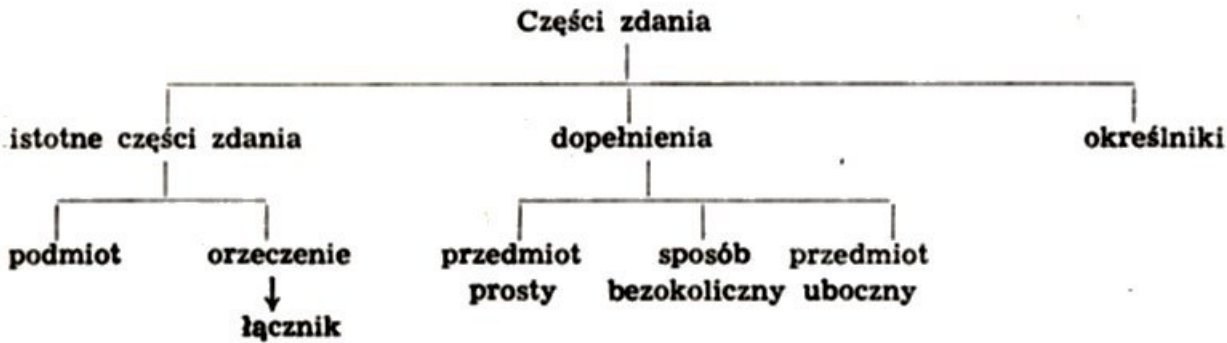 Części zdania
istotne części zdania dopełnienia określniki
podmiot orzeczenie przedmiot sposób przedmiot
prosty bezokoliczny uboczny
łącznik